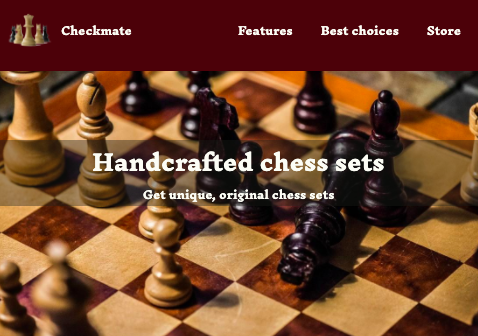 Checkmate
Features
Best choices
Store
Handcrafted chess sets
Get unique, original chess sets